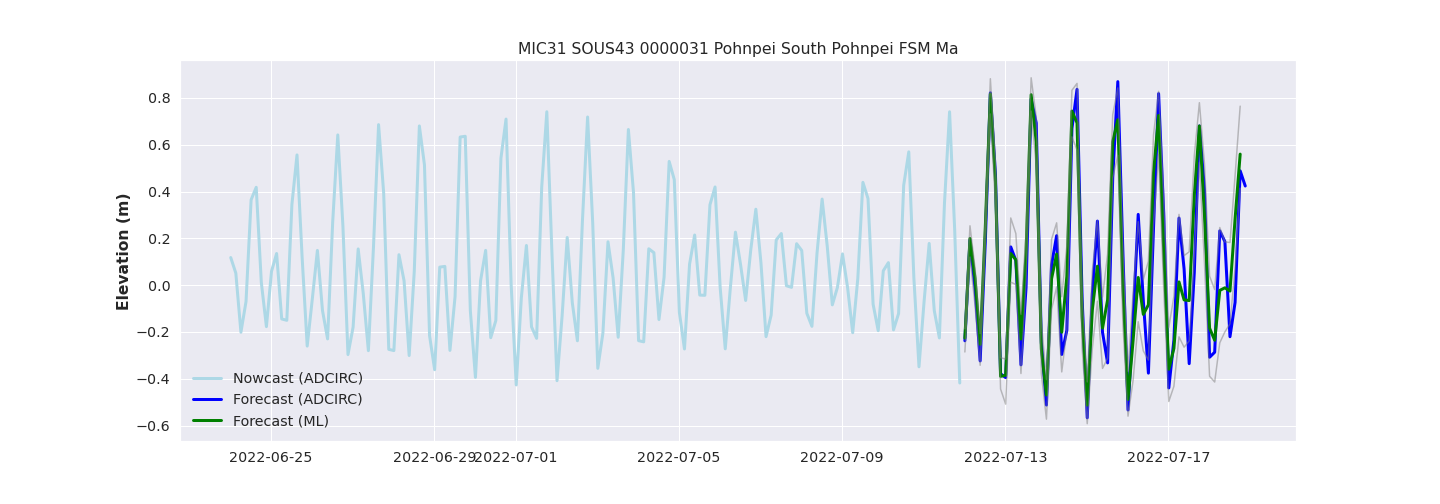 MIC31 SOUS43 0000031 Pohnpei South Pohnpei FSM Ma
Elevation (m)
0.8
0.6
0.4
0.2
0.0
−0.2
−0.4
−0.6
Nowcast (ADCIRC)
Forecast (ADCIRC)
Forecast (ML)
2022-06-25 2022-06-29 2022-07-01 2022-07-05 2022-07-09 2022-07-13 2022-07-17